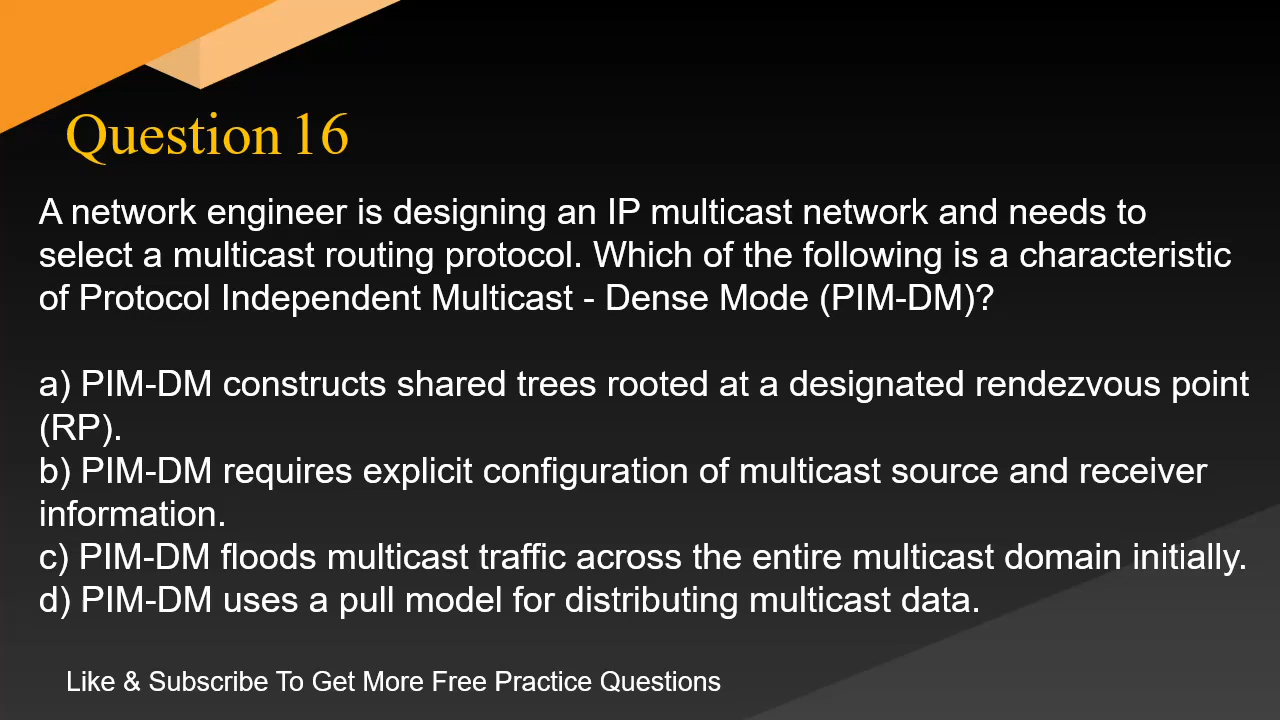 Question 16
A network engineer is designing an IP multicast network and needs to
select a multicast routing protocol. Which of the following is a characteristic
of Protocol Independent Multicast - Dense Mode (PIM-DM)?
a) PIM-DM constructs shared trees rooted at a designated rendezvous point
(RP).
b) PIM-DM requires explicit configuration of multicast source and receiver
information.
c) PIM-DM floods multicast traffic across the entire multicast domain initially.
d) PIM-DM uses a pull model for distributing multicast data.
Like & Subscribe To Get More Free Practice Questions